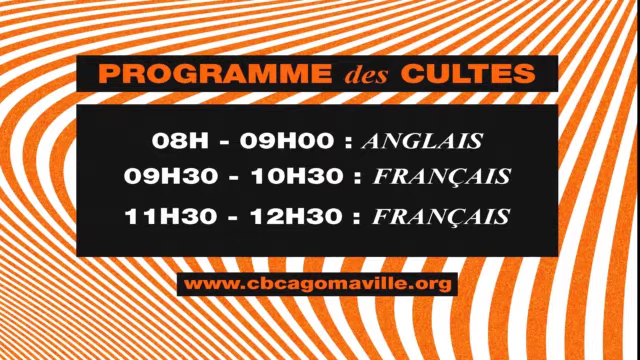 PROGRAMME des CULTES
08H - 09H00 : ANGLAIS
09H30 - 10H30 : FRANÇAIS
11H30 - 12H30 : FRANÇAIS
www.cbcagomaville.org